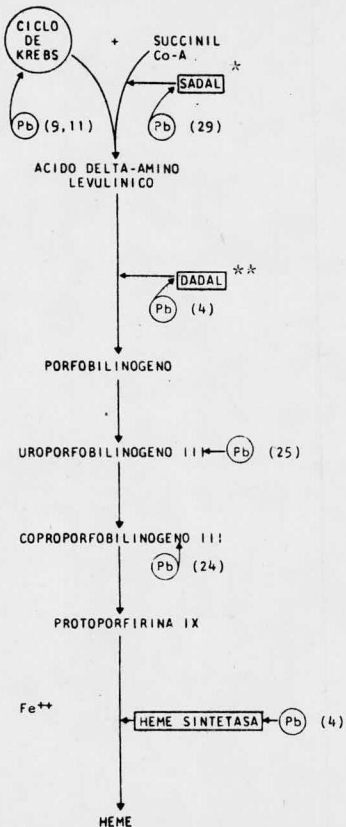 CICLO
DE
KREBS
+
SUCCINIL
Co-A
SADAL *
Pb (9,11)
Pb (29)
ACIDO DELTA-AMINO
LEVULINICO
DADAL **
Pb (4)
PORFOBILINOGENO
UROPORFOBILINOGENO III
Pb (25)
COPROPORFOBILINOGENO III
Pb (24)
PROTOPORFIRINA IX
Fe++
HEME SINTETASA
Pb (4)
HEME